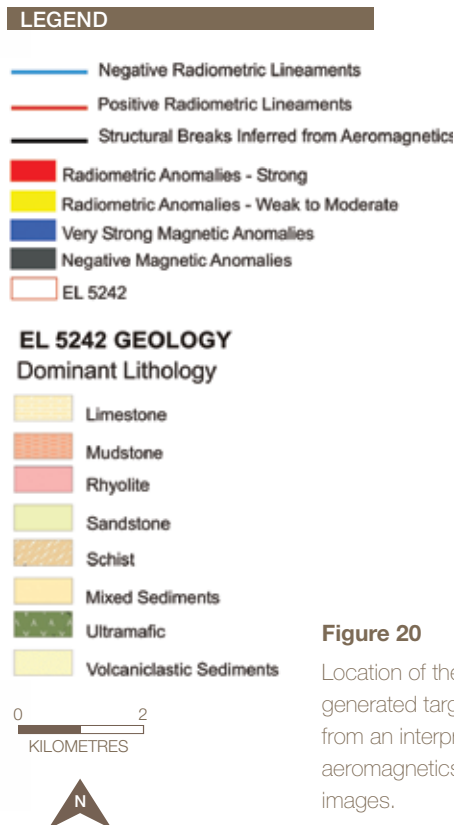 LEGEND
Negative Radiometric Lineaments
Positive Radiometric Lineaments
Structural Breaks Inferred from Aeromagnetics
Radiometric Anomalies - Strong
Radiometric Anomalies - Weak to Moderate
Very Strong Magnetic Anomalies
Negative Magnetic Anomalies
EL 5242
EL 5242 GEOLOGY
Dominant Lithology
Limestone
Mudstone
Rhyolite
Sandstone
Schist
Mixed Sediments
Ultramafic
Volcaniclastic Sediments
0 2
KILOMETRES
N
Figure 20
Location of the
generated
from an
aeromagnetics
images.